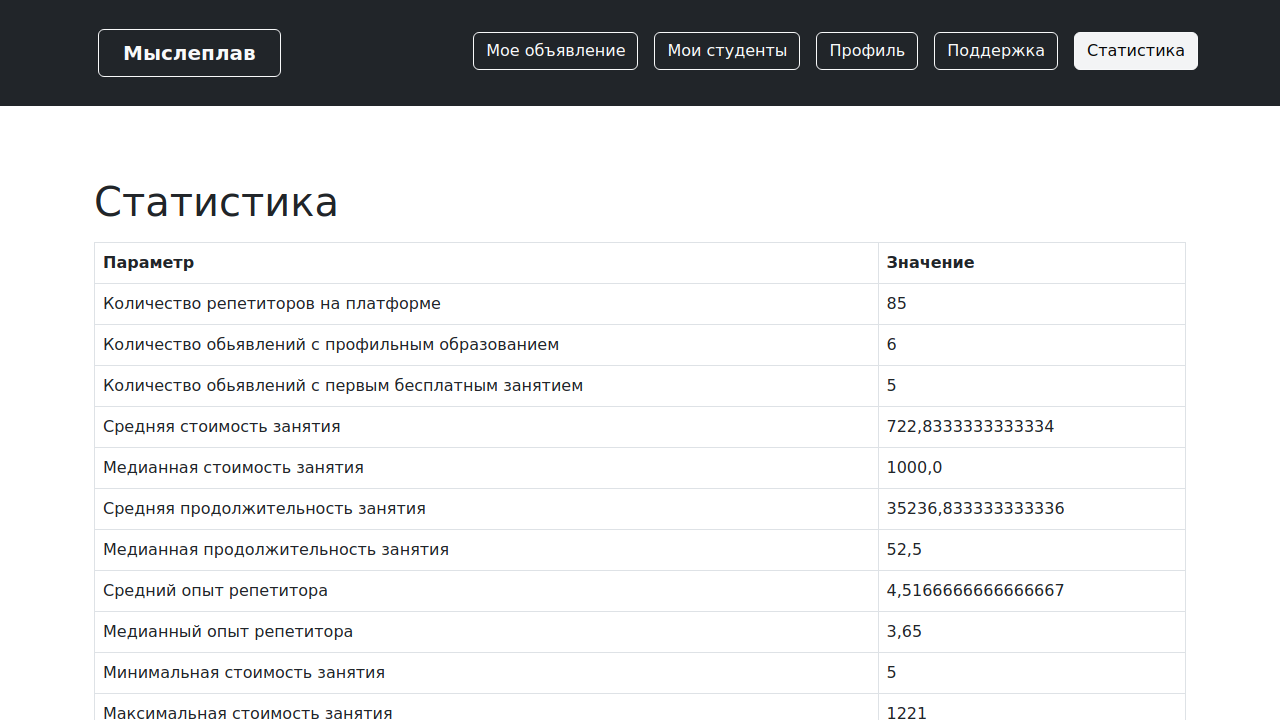 Мыслеплав
Мое объявление
Мои студенты
Профиль
Поддержка
Статистика
Статистика
Параметр Значение
Количество репетиторов на платформе 85
Количество обьявлений с профильным образованием 6
Количество обьявлений с первым бесплатным занятием 5
Средняя стоимость занятия 722,8333333333334
Медианная стоимость занятия 1000,0
Средняя продолжительность занятия 35236,833333333336
Медианная продолжительность занятия 52,5
Средний опыт репетитора 4,5166666666666667
Медианный опыт репетитора 3,65
Минимальная стоимость занятия 5
Максимальная стоимость занятия 1221